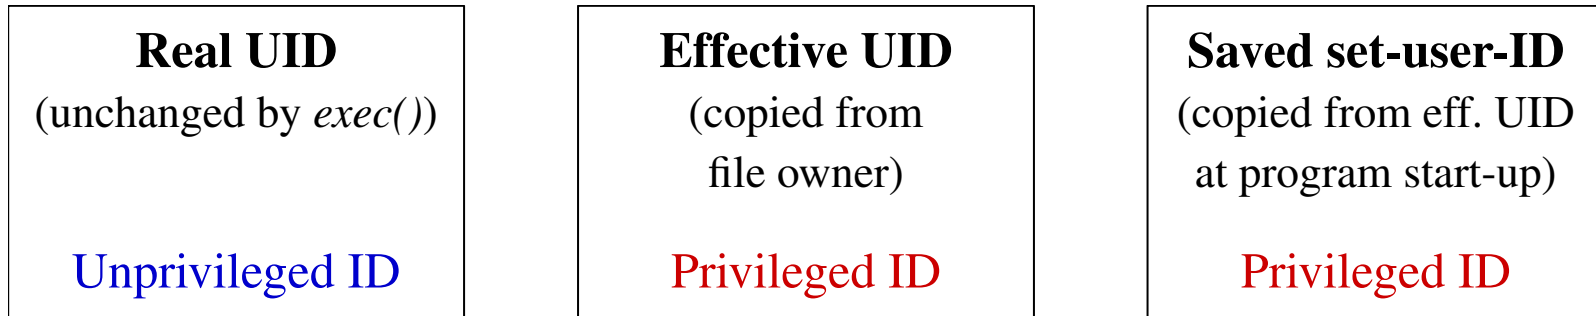 Real UID
(unchanged by exec())
Unprivileged ID
Effective UID
(copied from
file owner)
Privileged ID
Saved set-user-ID
(copied from eff. UID
at program start-up)
Privileged ID